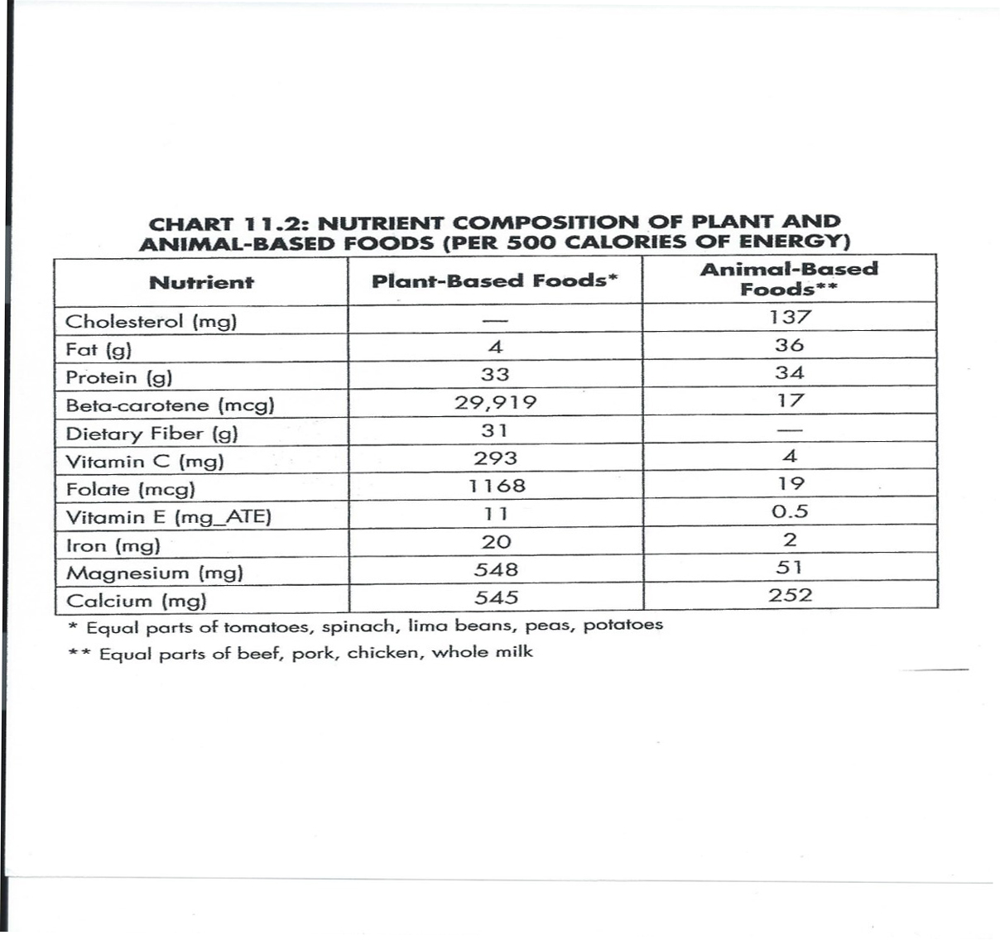 CHART 11.2: NUTRIENT COMPOSITION OF PLANT AND
ANIMAL-BASED FOODS (PER 500 CALORIES OF ENERGY)
Nutrient Plant-Based Foods* Animal-Based Foods**
Cholesterol (mg) — 137
Fat (g) 4 36
Protein (g) 33 34
Beta-carotene (mcg) 29,919 17
Dietary Fiber (g) 31 —
Vitamin C (mg) 293 4
Folate (mcg) 1168 19
Vitamin E (mg_ATE) 11 0.5
Iron (mg) 20 2
Magnesium (mg) 548 51
Calcium (mg) 545 252
* Equal parts of tomatoes, spinach, lima beans, peas, potatoes
** Equal parts of beef, pork, chicken, whole milk